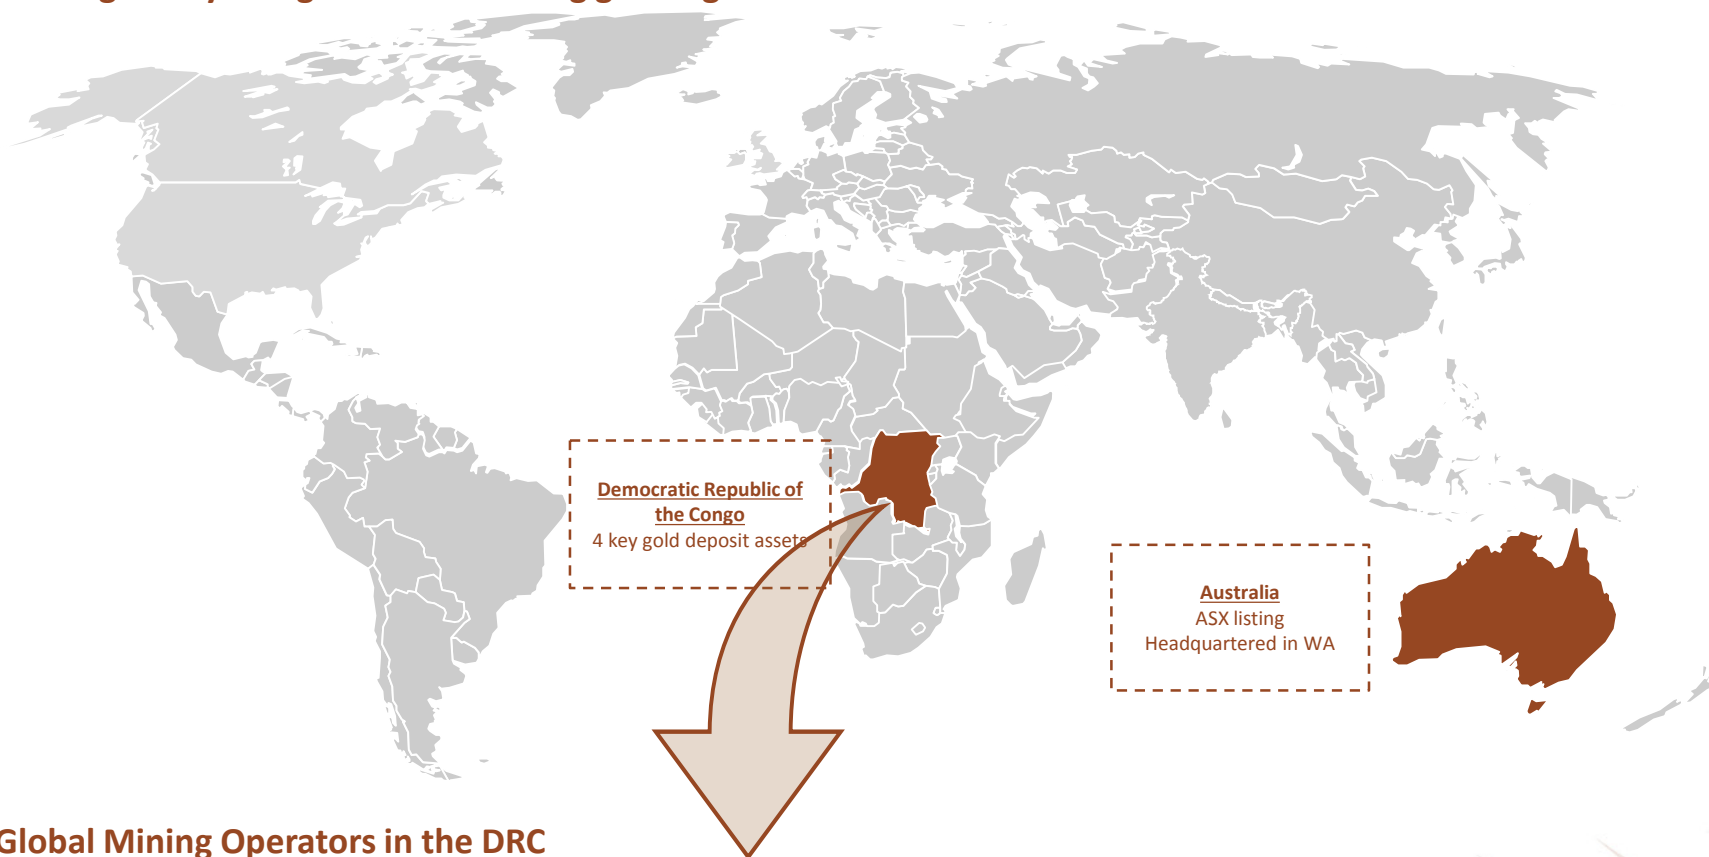 Democratic Republic of
the Congo
4 key gold deposit assets
Australia
ASX listing
Headquartered in WA
Global Mining Operators in the DRC